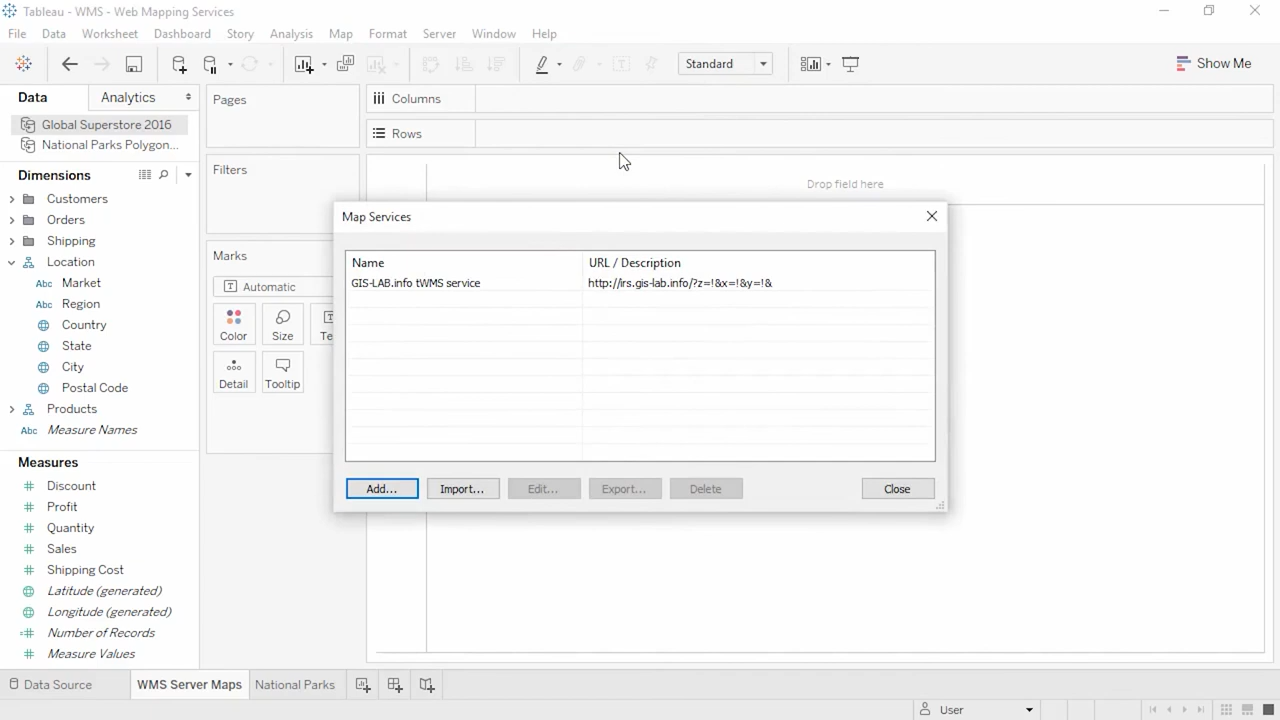 Tableau - WMS - Web Mapping Services
File Data Worksheet Dashboard Story Analysis Map Format Server Window Help
Standard
Show Me
Data Analytics
Global Superstore 2016
National Parks Polygon...
Dimensions
Customers
Orders
Shipping
Location
Abc Market
Abc Region
Country
State
City
Postal Code
Products
Abc Measure Names
Measures
Discount
Profit
Quantity
Sales
Shipping Cost
Latitude (generated)
Longitude (generated)
Number of Records
Measure Values
Pages
Filters
Marks
Automatic
Color Size Te
Detail Tooltip
Columns
Rows
Drop field here
Map Services
Name URL / Description
GIS-LAB.info tWMS service http://irs.gis-lab.info/?z=!&x=!&y=!&
Add... Import... Edit... Export... Delete Close
Data Source WMS Server Maps National Parks
User